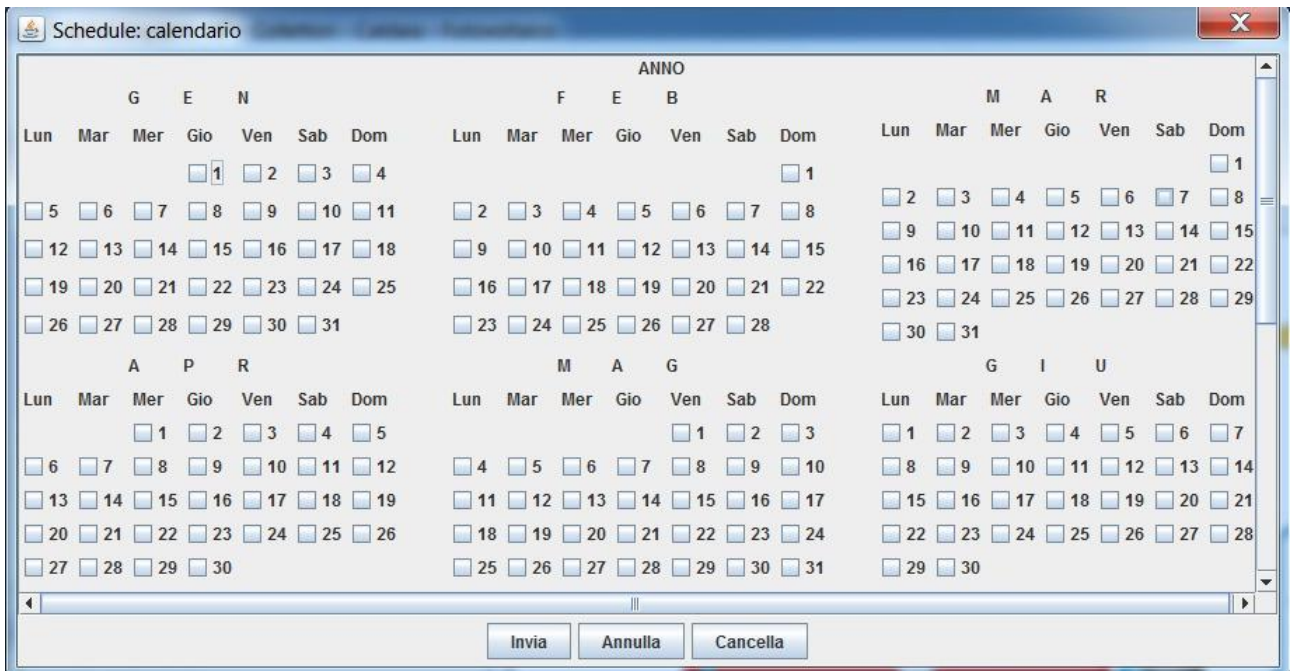 Schedule: calendario
ANNO
G E N
Lun Mar Mer Gio Ven Sab Dom
1 2 3 4
5 6 7 8 9 10 11
12 13 14 15 16 17 18
19 20 21 22 23 24 25
26 27 28 29 30 31
F E B
Lun Mar Mer Gio Ven Sab Dom
1
2 3 4 5 6 7 8
9 10 11 12 13 14 15
16 17 18 19 20 21 22
23 24 25 26 27 28
M A R
Lun Mar Mer Gio Ven Sab Dom
1
2 3 4 5 6 7 8
9 10 11 12 13 14 15
16 17 18 19 20 21 22
23 24 25 26 27 28 29
30 31
A P R
Lun Mar Mer Gio Ven Sab Dom
1 2 3 4 5
6 7 8 9 10 11 12
13 14 15 16 17 18 19
20 21 22 23 24 25 26
27 28 29 30
M A G
Lun Mar Mer Gio Ven Sab Dom
1 2 3
4 5 6 7 8 9 10
11 12 13 14 15 16 17
18 19 20 21 22 23 24
25 26 27 28 29 30 31
G I U
Lun Mar Mer Gio Ven Sab Dom
1 2 3 4 5 6 7
8 9 10 11 12 13 14
15 16 17 18 19 20 21
22 23 24 25 26 27 28
29 30
Invia Annulla Cancella